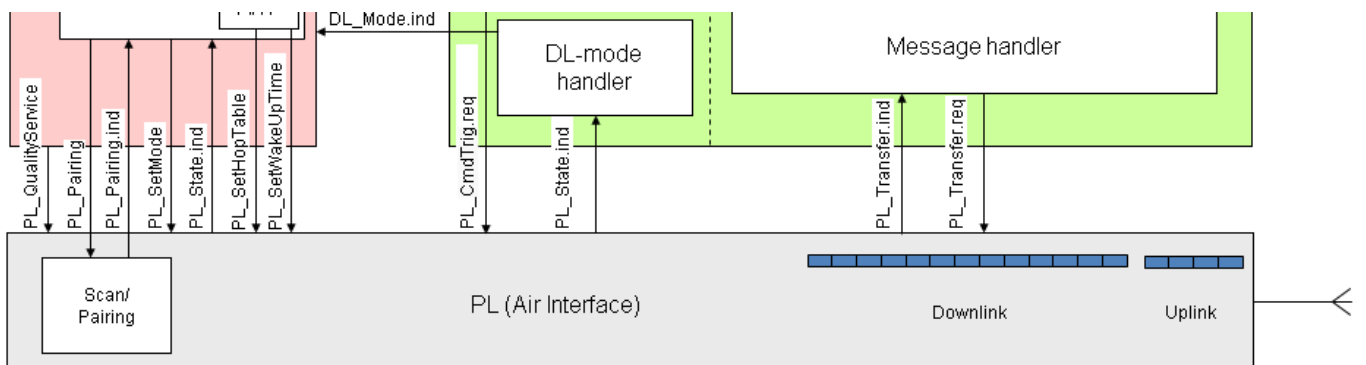 DL_Mode.ind
Message handler
DL-mode
handler
PL_QualityService
PL_Pairing
PL_Pairing.ind
PL_SetMode
PL_State.ind
PL_SetHopTable
PL_SetWakeUpTime
PL_CmdTrig.req
PL_State.ind
PL_Transfer.ind
PL_Transfer.req
Scan/
Pairing
PL (Air Interface)
Downlink
Uplink